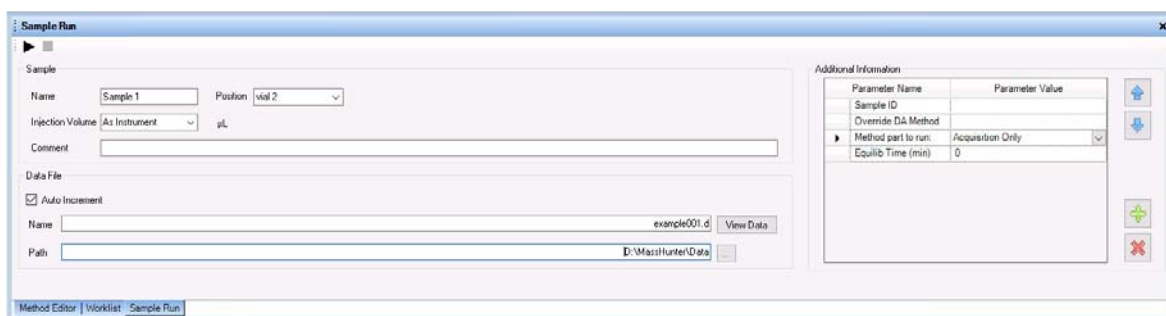 Sample Run
Sample
Name Sample 1 Position vial 2
Injection Volume As Instrument µL
Comment
Data File
Auto Increment
Name example001.d View Data
Path D:\MassHunter\Data ...
Additional Information
Parameter Name Parameter Value
Sample ID
Override DA Method
Method part to run: Acquisition Only
Equilib Time (min) 0
Method Editor Worklist Sample Run